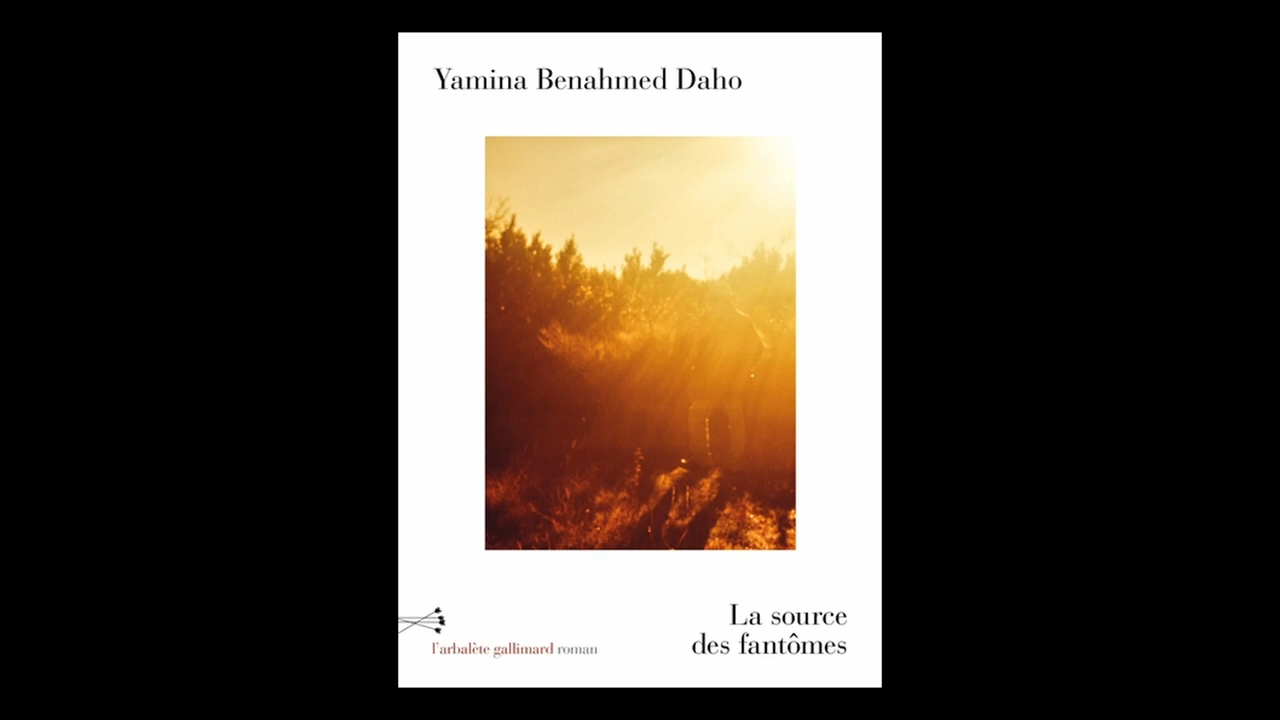 Yamina Benahmed Daho
La source
des fantômes
l'arbalète gallimard roman